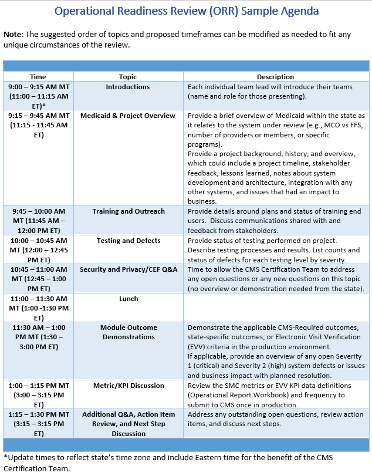 Operational Readiness Review (ORR) Sample Agenda
Note: The suggested order of topics and proposed timeframes can be modified as needed to fit any
unique circumstances of the review.
Time Topic Description
9:00 – 9:15 AM MT
(11:00 – 11:15 AM
ET)*
Introductions
Each individual team lead will introduce their teams
(name and role for those presenting).
9:15 – 9:45 AM MT
(11:15 - 11:45 AM
ET)
Medicaid & Project Overview
Provide a brief overview of Medicaid within the state as
it relates to the system under review (e.g., MCO vs FFS,
number of providers or members, or specific
programs).
Provide a project background, history, and overview,
which could include a project timeline, stakeholder
feedback, lessons learned, notes about system
development and architecture, integration with any
other systems, and issues that had an impact to
business.
9:45 – 10:00 AM
MT (11:45 AM –
12:00 PM ET)
Training and Outreach
Provide details around plans and status of training end
users. Discuss communications shared with and
feedback from stakeholders.
10:00 – 10:45 AM
MT (12:00 – 12:45
PM ET)
Testing and Defects
Provide status of testing performed on project.
Describe testing processes and results. List counts and
status of defects for each testing level by severity.
10:45 – 11:00 AM
MT (12:45 – 1:00
PM ET)
Security and Privacy/CEF Q&A
Time to allow the CMS Certification Team to address
any open questions or any new questions on this topic
(no overview or demonstration needed from the state).
11:00 – 11:30 AM
MT (1:00 -1:30 PM
ET)
Lunch
11:30 AM – 1:00
PM MT (1:30 –
3:00 PM ET)
Module Outcome
Demonstrations
Demonstrate the applicable CMS-Required outcomes,
state-specific outcomes, or Electronic Visit Verification
(EVV) criteria in the production environment.
If applicable, provide an overview of any open Severity
1 (critical) and Severity 2 (high) system defects or issues
and business impact with planned resolution.
1:00 – 1:15 PM MT
(3:00 – 3:15 PM
ET)
Metric/KPI Discussion
Review the SMC metrics or EVV KPI data definitions
(Operational Report Workbook) and frequency to
submit to CMS once in production.
1:15 – 1:30 PM MT
(3:15 – 3:15 PM
ET)
Additional Q&A, Action Item
Review, and Next Step
Discussion
Address any outstanding open questions, review action
items, and discuss next steps.
*Update times to reflect state's time zone and include Eastern time for the benefit of the CMS
Certification Team.